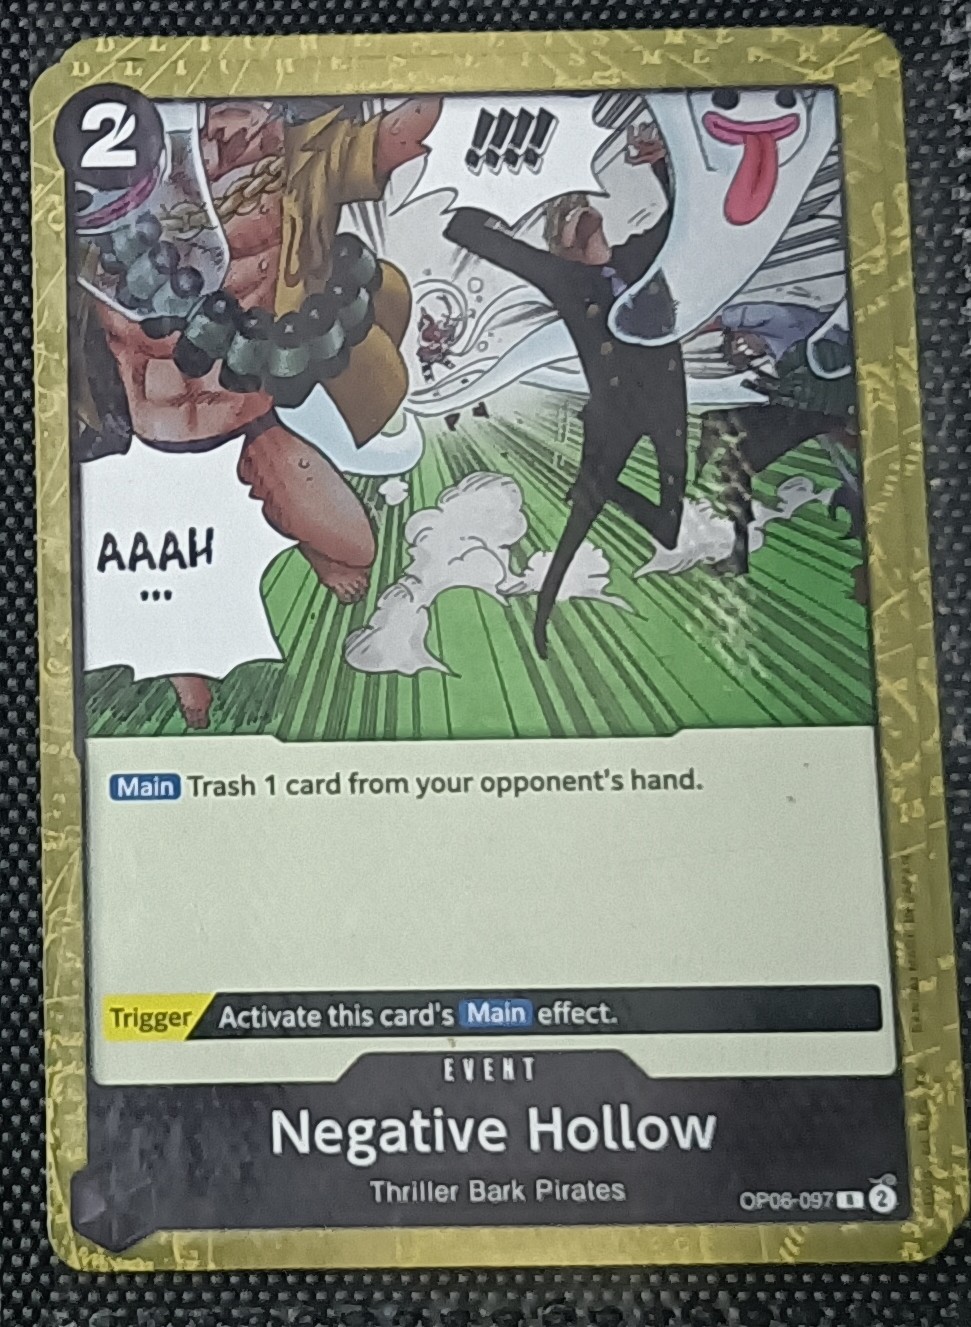 2
!!!!
AAAH
...
Main Trash 1 card from your opponent's hand.
Trigger Activate this card's Main effect.
EVENT
Negative Hollow
Thriller Bark Pirates
OP06-097 R 2